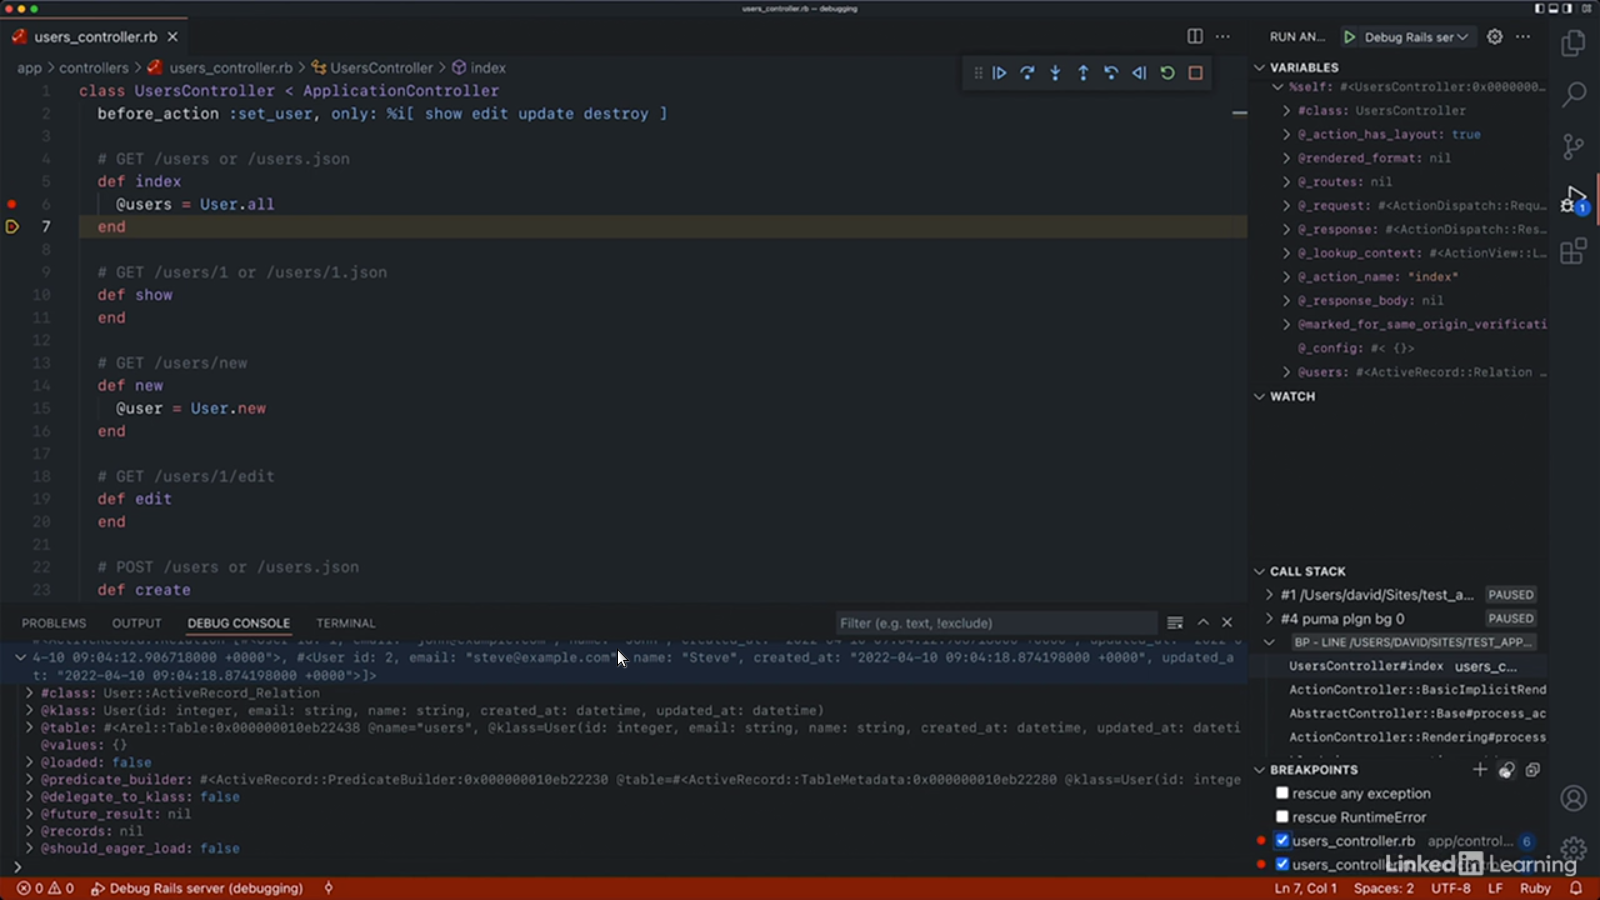 users_controller.rb — debugging
users_controller.rb
app > controllers > users_controller.rb > UsersController > index
1 class UsersController < ApplicationController
2 before_action :set_user, only: %i[ show edit update destroy ]
3
4 # GET /users or /users.json
5 def index
6 @users = User.all
7 end
8
9 # GET /users/1 or /users/1.json
10 def show
11 end
12
13 # GET /users/new
14 def new
15 @user = User.new
16 end
17
18 # GET /users/1/edit
19 def edit
20 end
21
22 # POST /users or /users.json
23 def create
PROBLEMS OUTPUT DEBUG CONSOLE TERMINAL
Filter (e.g. text, !exclude)
4-10 09:04:12.906718000 +0000">, #<User id: 2, email: "steve@example.com", name: "Steve", created_at: "2022-04-10 09:04:18.874198000 +0000", updated_a
t: "2022-04-10 09:04:18.874198000 +0000">]>
#class: User::ActiveRecord_Relation
@klass: User(id: integer, email: string, name: string, created_at: datetime, updated_at: datetime)
@table: #<Arel::Table:0x000000010eb22438 @name="users", @klass=User(id: integer, email: string, name: string, created_at: datetime, updated_at: dateti
@values: {}
@loaded: false
@predicate_builder: #<ActiveRecord::PredicateBuilder:0x000000010eb22230 @table=#<ActiveRecord::TableMetadata:0x000000010eb22280 @klass=User(id: intege
@delegate_to_klass: false
@future_result: nil
@records: nil
@should_eager_load: false
>
RUN AN... Debug Rails ser
VARIABLES
%self: #<UsersController:0x0000000...
#class: UsersController
@_action_has_layout: true
@rendered_format: nil
@_routes: nil
@_request: #<ActionDispatch::Requ...
@_response: #<ActionDispatch::Res...
@_lookup_context: #<ActionView::L...
@_action_name: "index"
@_response_body: nil
@marked_for_same_origin_verificati
@_config: #< {}>
@users: #<ActiveRecord::Relation ...
WATCH
CALL STACK
#1 /Users/david/Sites/test_a... PAUSED
#4 puma plgn bg 0 PAUSED
BP - LINE /USERS/DAVID/SITES/TEST_APP...
UsersController#index users_c...
ActionController::BasicImplicitRend
AbstractController::Base#process_ac
ActionController::Rendering#process_
BREAKPOINTS
rescue any exception
rescue RuntimeError
users_controller.rb app/control... 6
users_controlle
1
LinkedIn Learning
0 0 Debug Rails server (debugging)
Ln 7, Col 1 Spaces: 2 UTF-8 LF Ruby